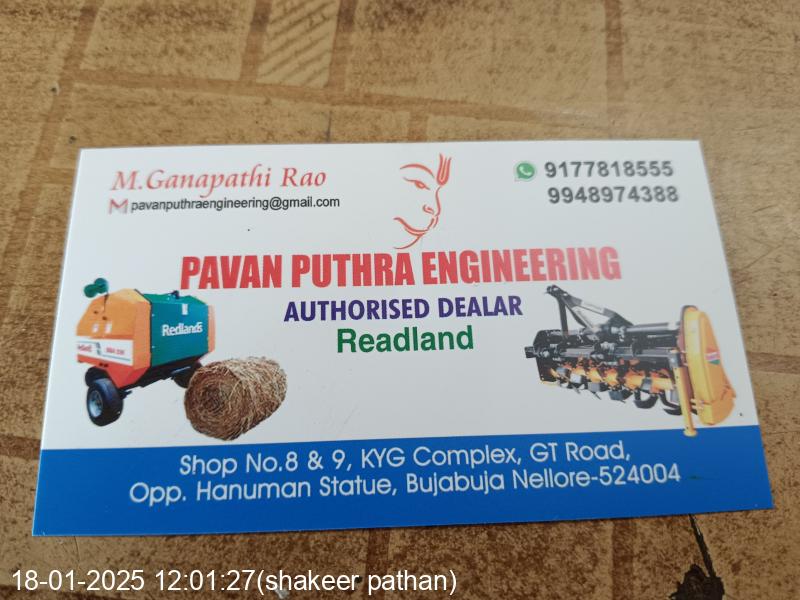 M.Ganapathi Rao
pavanputhraengineering@gmail.com
9177818555
9948974388
PAVAN PUTHRA ENGINEERING
AUTHORISED DEALAR
Readland
Redlands
Shop No.8 & 9, KYG Complex, GT Road,
Opp. Hanuman Statue, Bujabuja Nellore-524004
18-01-2025 12:01:27(shakeer pathan)